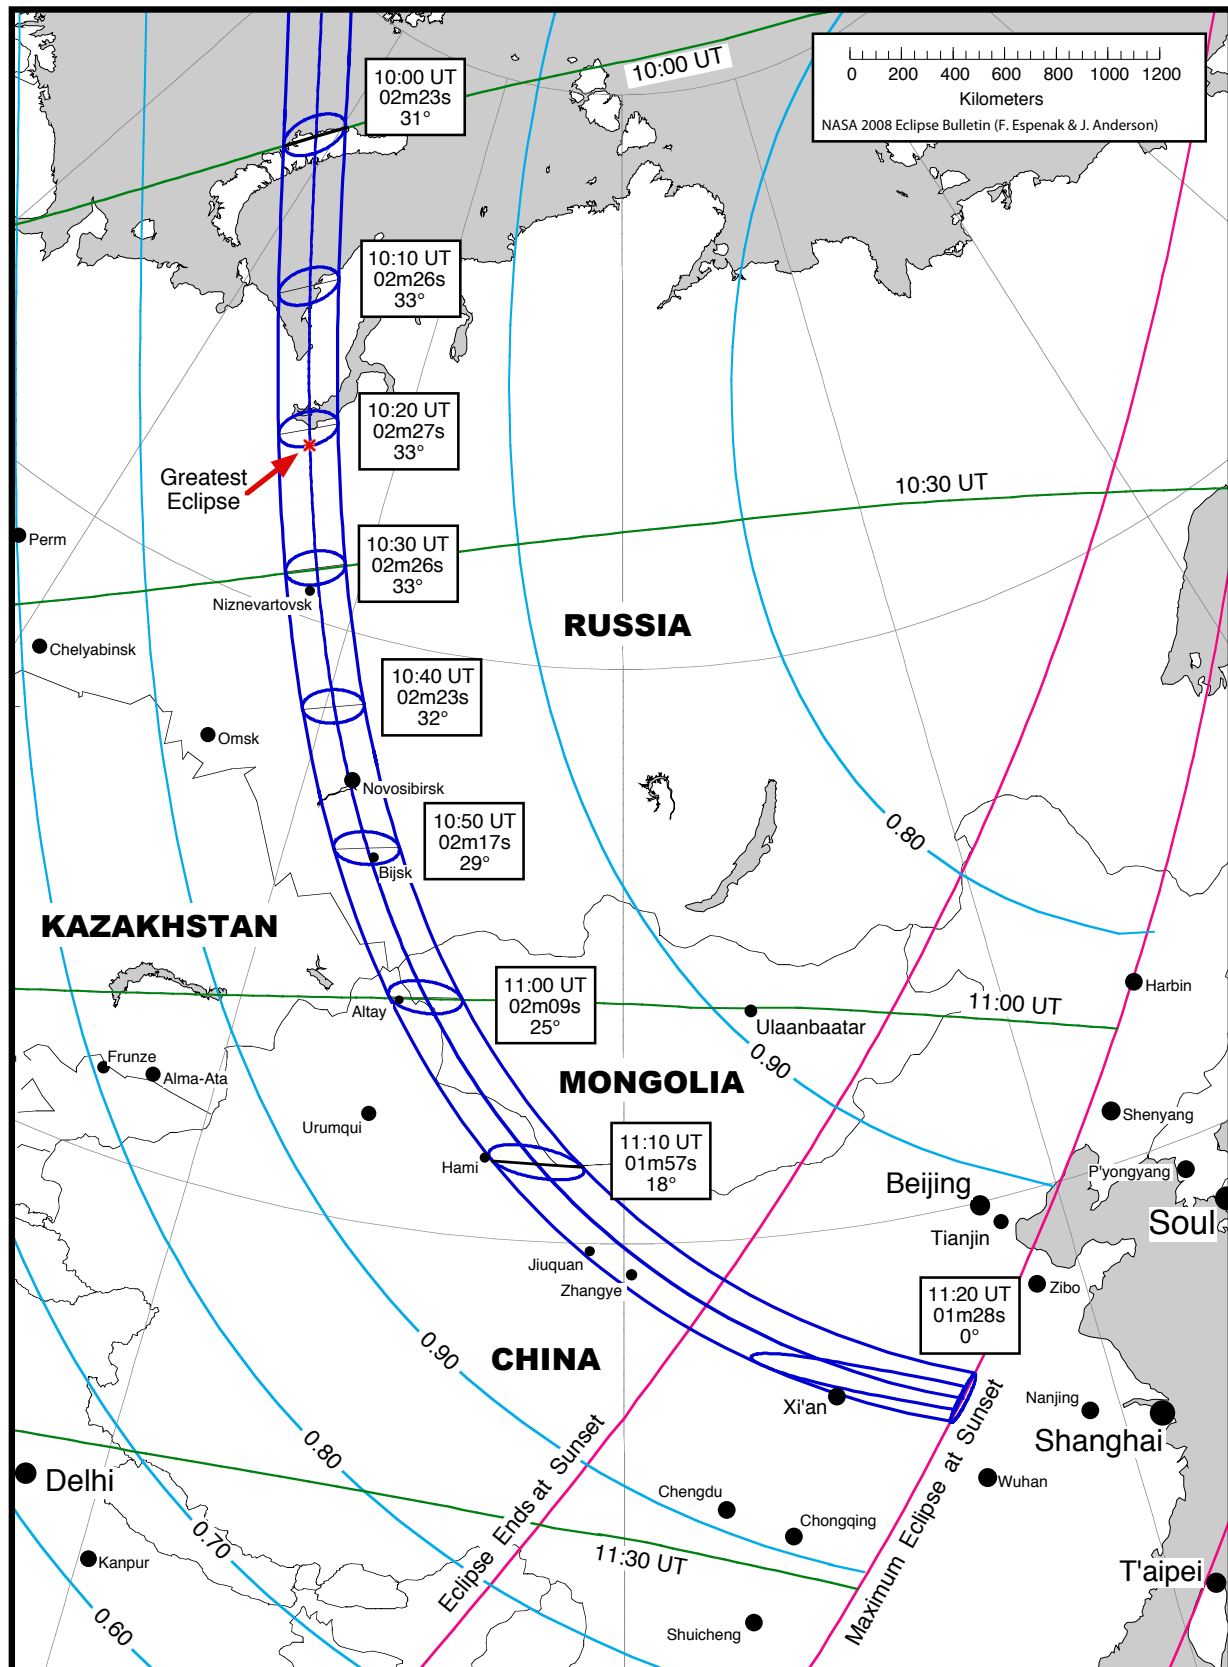 10:00 UT
02m23s
31°
10:00 UT
0 200 400 600 800 1000 1200
Kilometers
NASA 2008 Eclipse Bulletin (F. Espenak & J. Anderson)
10:10 UT
02m26s
33°
10:20 UT
02m27s
33°
Greatest
Eclipse
10:30 UT
Perm
10:30 UT
02m26s
33°
Niznevartovsk
RUSSIA
Chelyabinsk
10:40 UT
02m23s
32°
Omsk
Novosibirsk
10:50 UT
02m17s
29°
0.80
Bijsk
KAZAKHSTAN
11:00 UT
02m09s
25°
Harbin
Altay
11:00 UT
Ulaanbaatar
Frunze
Alma-Ata
0.90
MONGOLIA
Urumqui
Shenyang
11:10 UT
01m57s
18°
Hami
P'yongyang
Beijing
Soul
Tianjin
Jiuquan
Zhangye
11:20 UT
01m28s
0°
Zibo
0.90
CHINA
Xi'an
Nanjing
Shanghai
Eclipse Ends at Sunset
Maximum Eclipse at Sunset
0.80
Delhi
Wuhan
Chengdu
Chongqing
0.70
11:30 UT
Kanpur
T'aipei
0.60
Shuicheng